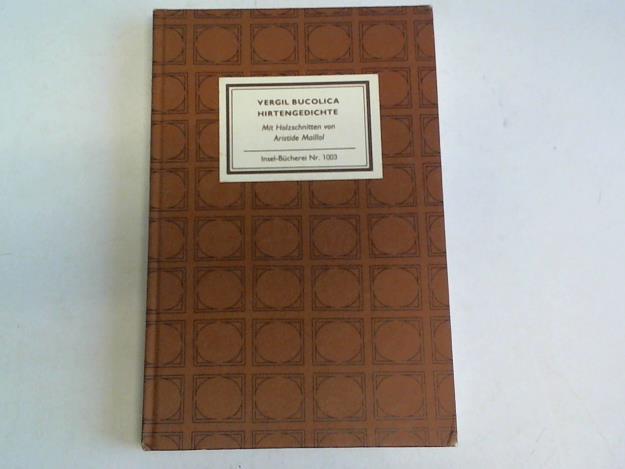 VERGIL BUCOLICA
HIRTENGEDICHTE
Mit Holzschnitten von
Aristide Maillol
Insel-Bücherei Nr. 1003